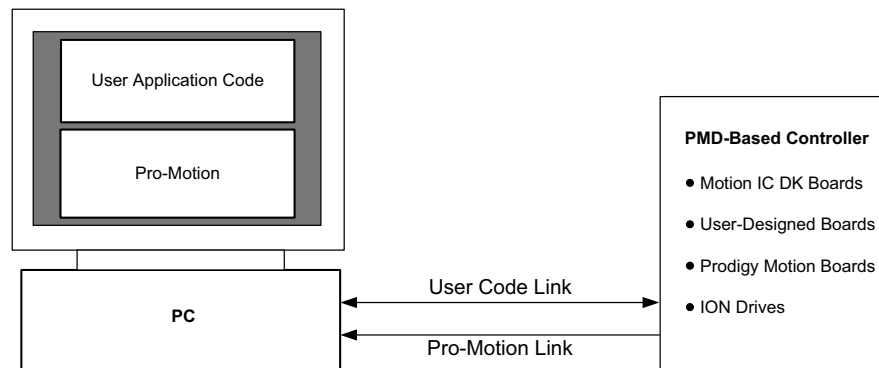 User Application Code
Pro-Motion
PC
User Code Link
Pro-Motion Link
PMD-Based Controller
● Motion IC DK Boards
● User-Designed Boards
● Prodigy Motion Boards
● ION Drives